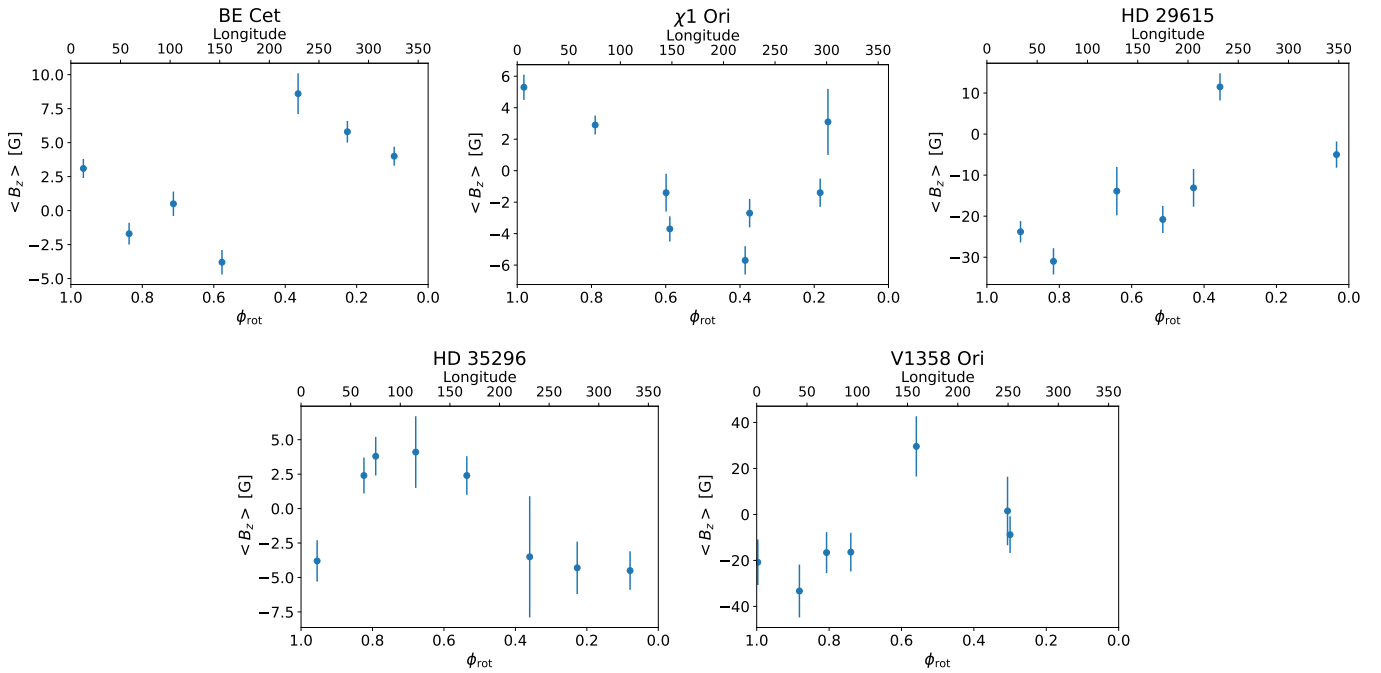 BE Cet
Longitude
0 50 100 150 200 250 300 350
10.0
7.5
5.0
2.5
0.0
−2.5
−5.0
< B_z > [G]
1.0 0.8 0.6 0.4 0.2 0.0
ϕ_rot
χ1 Ori
Longitude
0 50 100 150 200 250 300 350
6
4
2
0
−2
−4
−6
< B_z > [G]
1.0 0.8 0.6 0.4 0.2 0.0
ϕ_rot
HD 29615
Longitude
0 50 100 150 200 250 300 350
10
0
−10
−20
−30
< B_z > [G]
1.0 0.8 0.6 0.4 0.2 0.0
ϕ_rot
HD 35296
Longitude
0 50 100 150 200 250 300 350
5.0
2.5
0.0
−2.5
−5.0
−7.5
< B_z > [G]
1.0 0.8 0.6 0.4 0.2 0.0
ϕ_rot
V1358 Ori
Longitude
0 50 100 150 200 250 300 350
40
20
0
−20
−40
< B_z > [G]
1.0 0.8 0.6 0.4 0.2 0.0
ϕ_rot